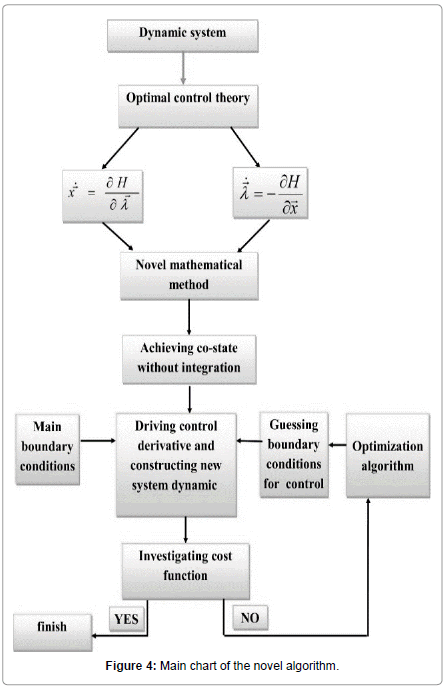 Dynamic system
Optimal control theory
ẋ⃗ = ∂H / ∂λ⃗
λ̇⃗ = -∂H / ∂x⃗
Novel mathematical
method
Achieving co-state
without integration
Main
boundary
conditions
Driving control
derivative and
constructing new
system dynamic
Guessing
boundary
conditions
for control
Optimization
algorithm
Investigating cost
function
YES
NO
finish
Figure 4: Main chart of the novel algorithm.